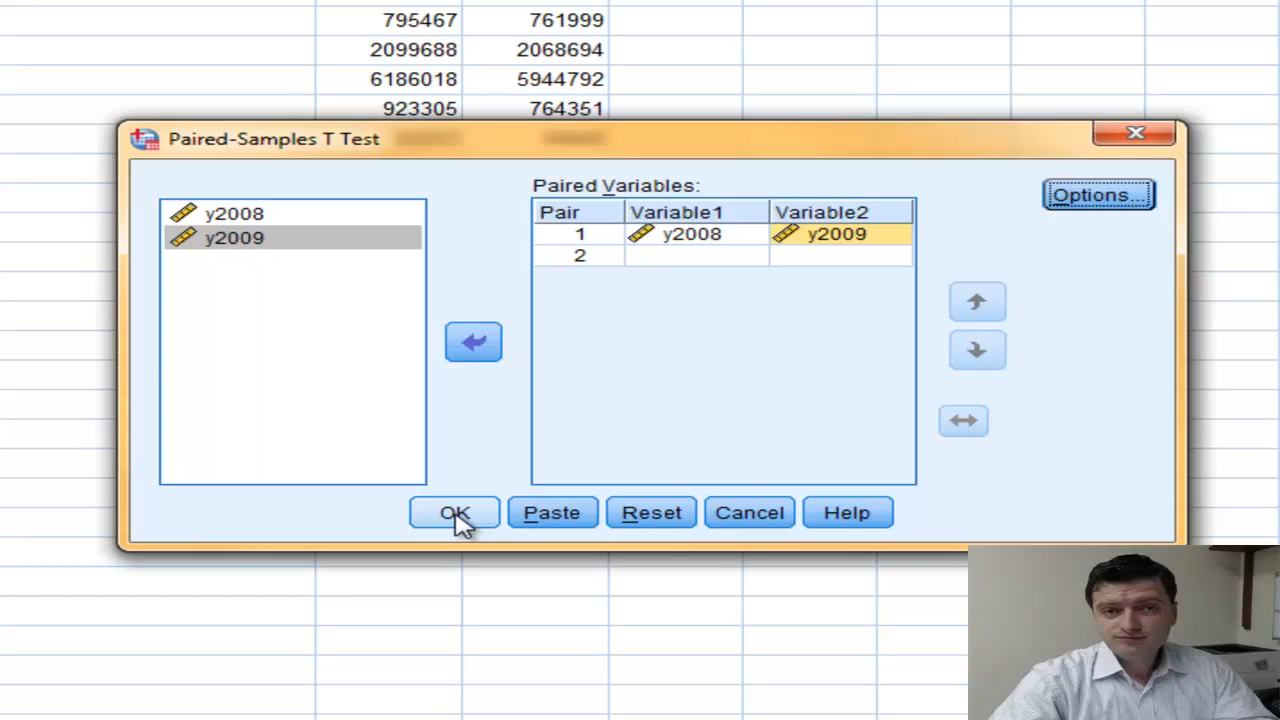 795467 761999
2099688 2068694
6186018 5944792
923305 764351
Paired-Samples T Test
Paired Variables:
Options...
y2008
y2009
Pair Variable1 Variable2
1 y2008 y2009
2
OK Paste Reset Cancel Help